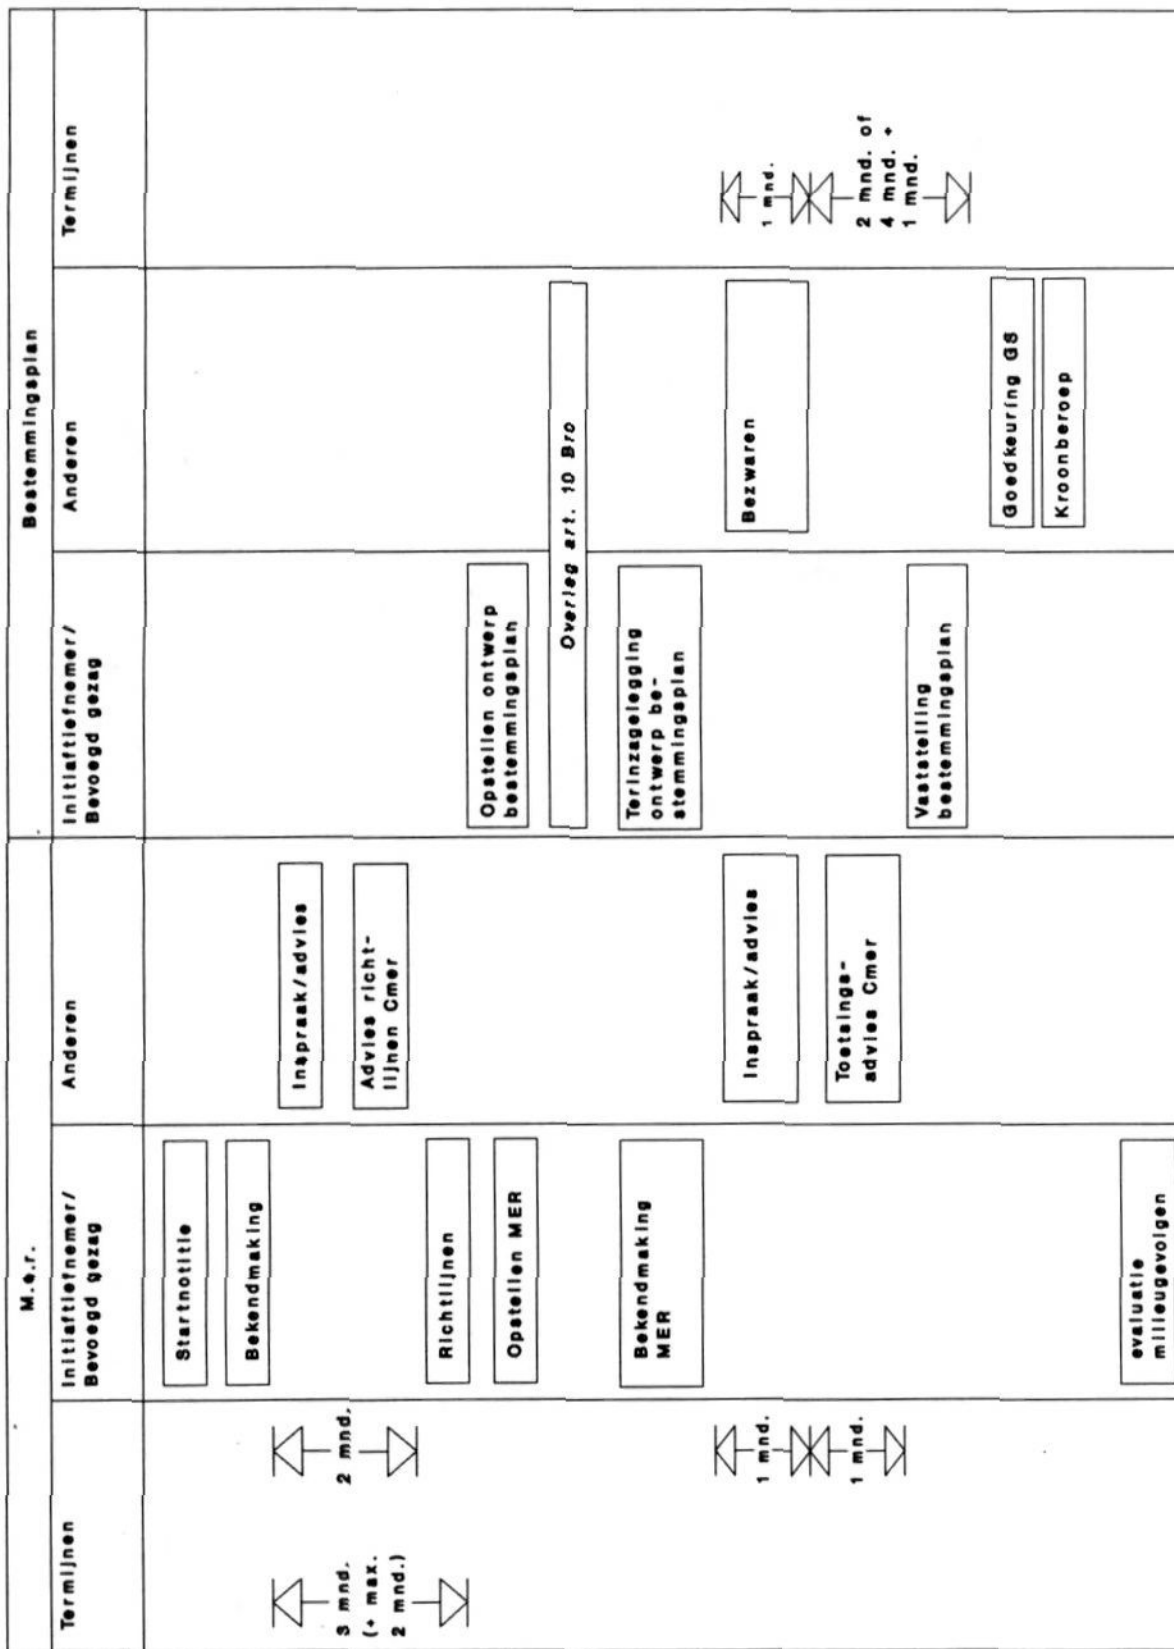 M.e.r.
Bestemmingsplan
Termijnen
Initiatiefnemer/
Bevoegd gezag
Anderen
Initiatiefnemer/
Bevoegd gezag
Anderen
Termijnen
Startnotitie
Bekendmaking
3 mnd.
(+ max.
2 mnd.)
2 mnd.
Inspraak/advies
Advies richt-
lijnen Cmer
Richtlijnen
Opstellen MER
Opstellen ontwerp
bestemmingsplan
Overleg art. 10 Bro
Bekendmaking
MER
Terinzagelegging
ontwerp be-
stemmingsplan
1 mnd.
Inspraak/advies
Bezwaren
1 mnd.
1 mnd.
Toetsings-
advies Cmer
2 mnd. of
4 mnd. +
1 mnd.
Vaststelling
bestemmingsplan
Goedkeuring GS
Kroonberoep
evaluatie
milieugevolgen